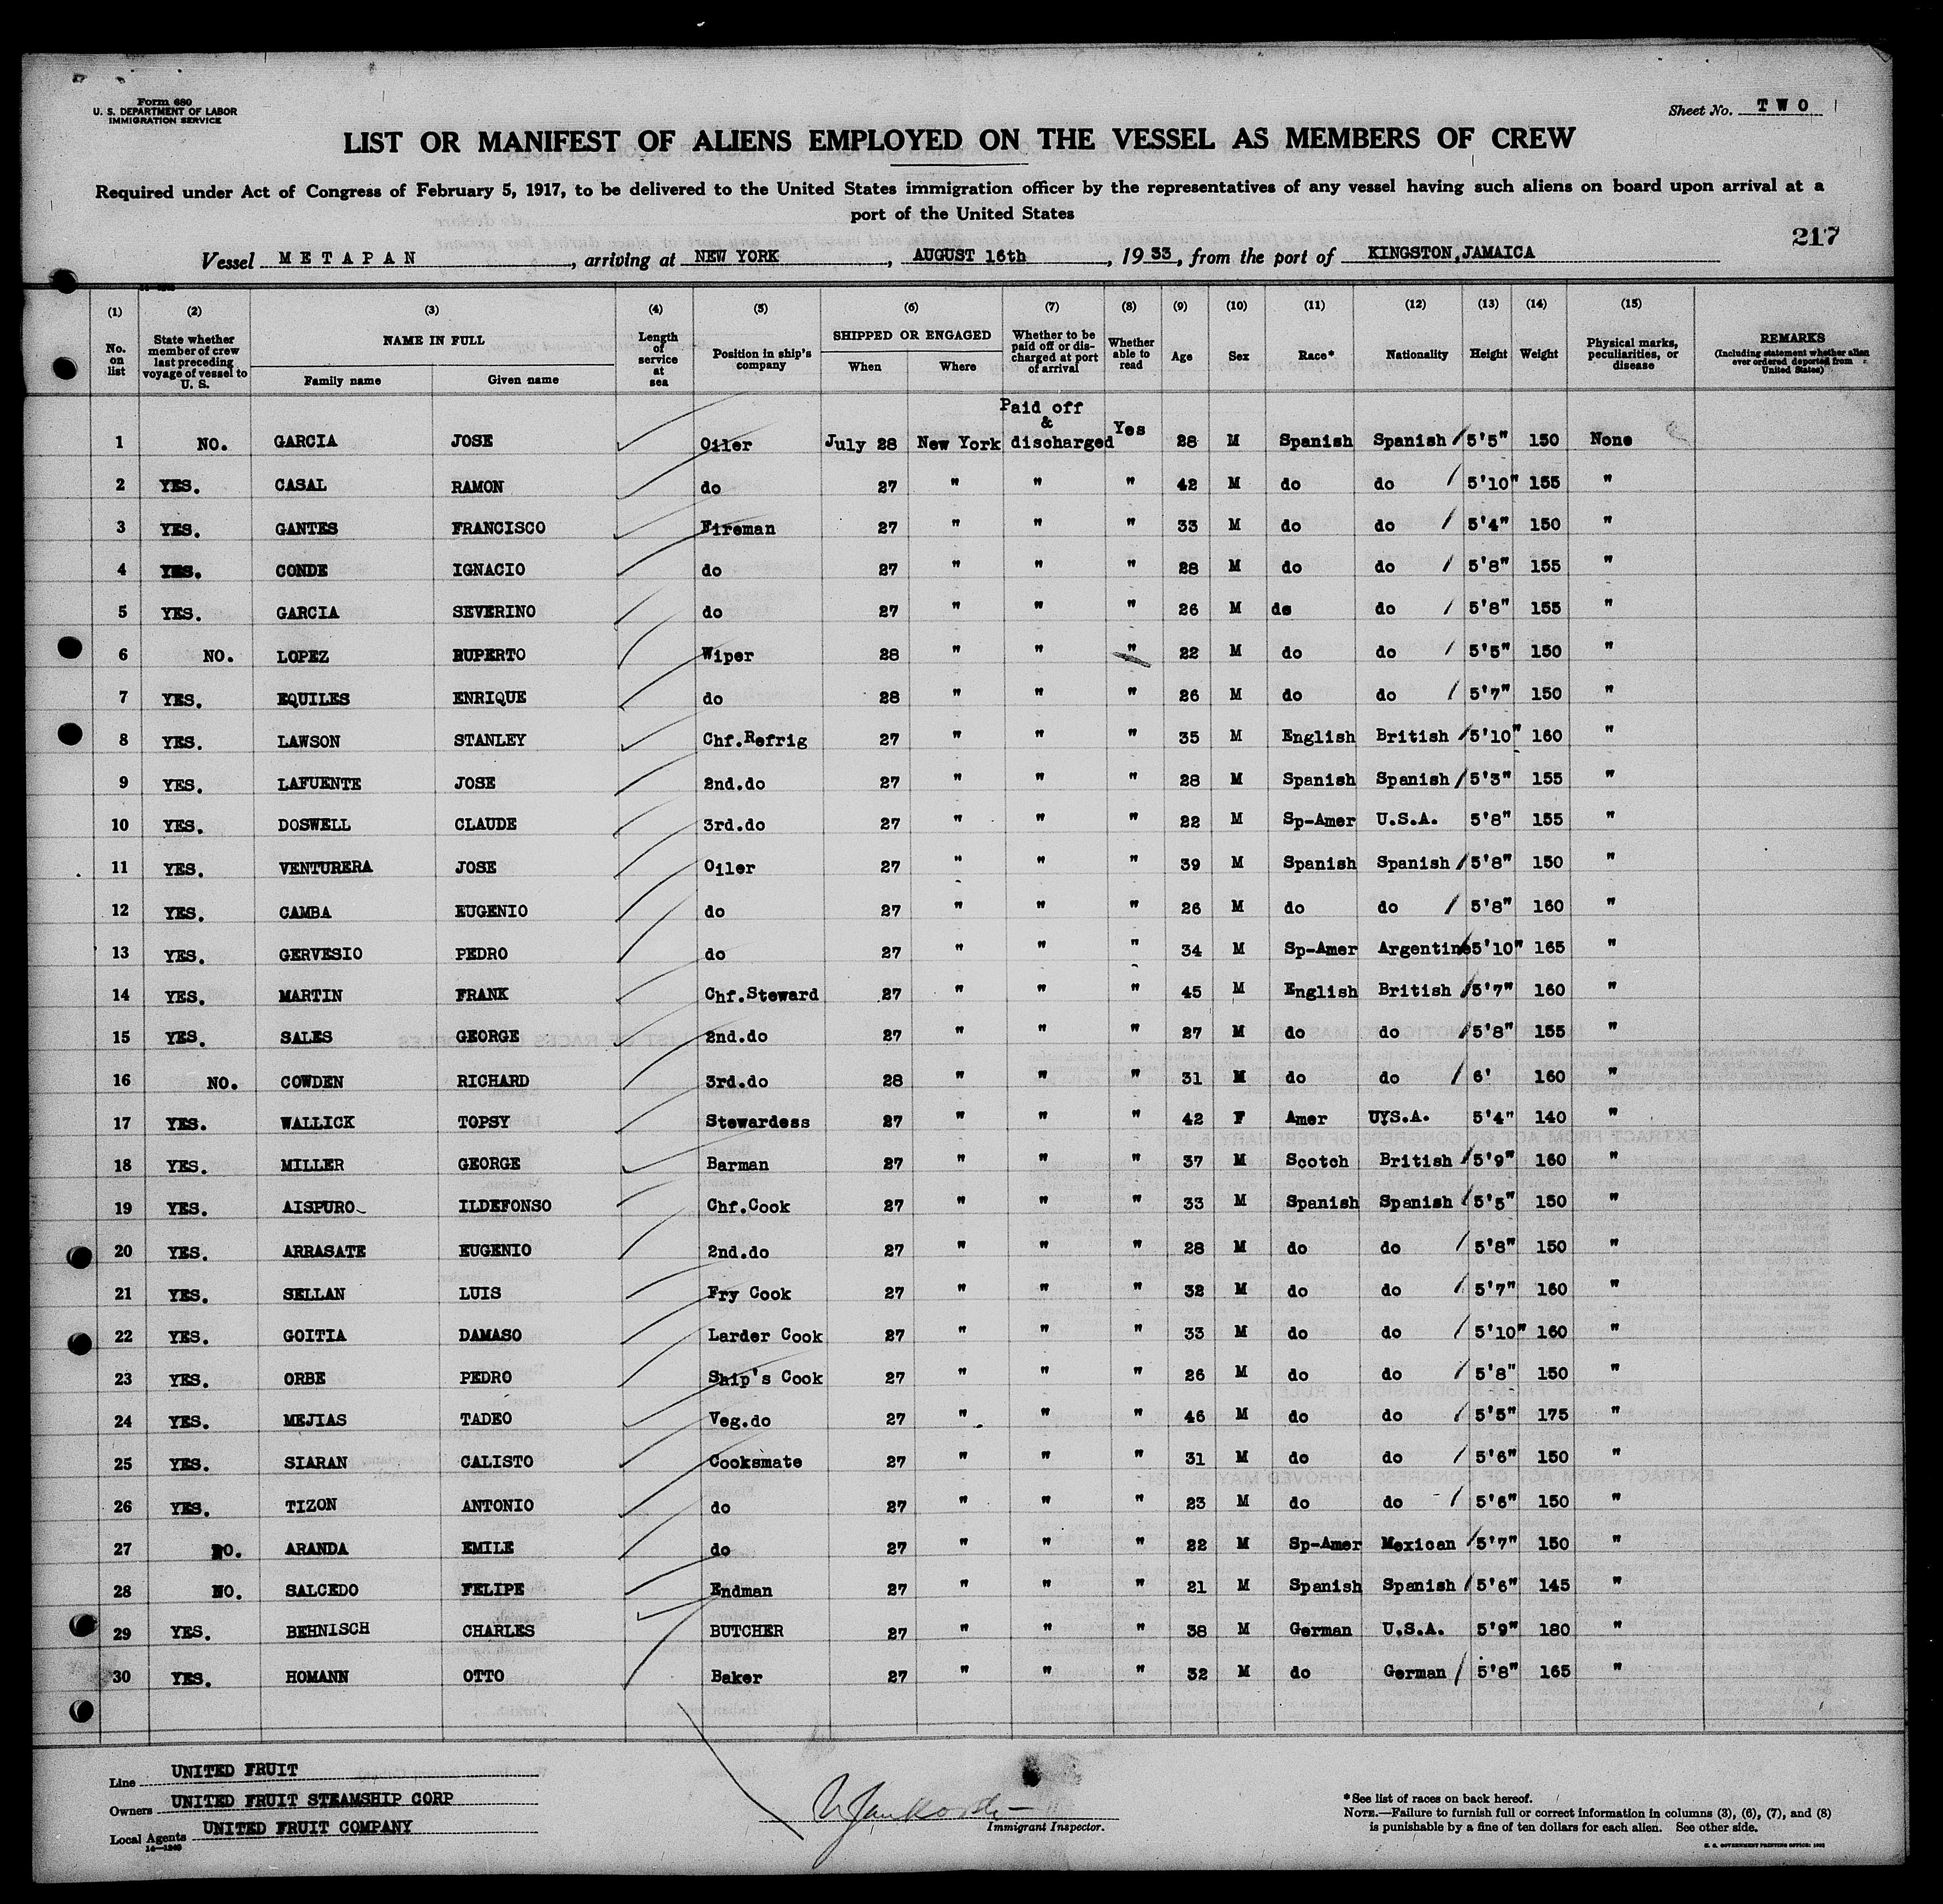 Form 680
U. S. DEPARTMENT OF LABOR
IMMIGRATION SERVICE
Sheet No. T W O
LIST OR MANIFEST OF ALIENS EMPLOYED ON THE VESSEL AS MEMBERS OF CREW
Required under Act of Congress of February 5, 1917, to be delivered to the United States immigration officer by the representatives of any vessel having such aliens on board upon arrival at a
port of the United States
217
Vessel M E T A P A N, arriving at NEW YORK, AUGUST 16th, 19 33, from the port of KINGSTON,JAMAICA
(1) (2) (3) (4) (5) (6) (7) (8) (9) (10) (11) (12) (13) (14) (15)
No. on list State whether member of crew last preceding voyage of vessel to U. S. NAME IN FULL Family name Given name Length of service at sea Position in ship's company SHIPPED OR ENGAGED When Where Whether to be paid off or discharged at port of arrival Whether able to read Age Sex Race* Nationality Height Weight Physical marks, peculiarities, or disease REMARKS (Including statement whether alien ever ordered deported from United States)
1 NO. GARCIA JOSE Oiler July 28 New York Paid off & discharged Yes 28 M Spanish Spanish 5'5" 150 None
2 YES. CASAL RAMON do 27 " " " 42 M do do 5'10" 155 "
3 YES. GANTES FRANCISCO Fireman 27 " " " 33 M do do 5'4" 150 "
4 YES. CONDE IGNACIO do 27 " " " 28 M do do 5'8" 155 "
5 YES. GARCIA SEVERINO do 27 " " " 26 M de do 5'8" 155 "
6 NO. LOPEZ RUPERTO Wiper 28 " " " 22 M do do 5'5" 150 "
7 YES. EQUILES ENRIQUE do 28 " " " 26 M do do 5'7" 150 "
8 YES. LAWSON STANLEY Chf.Refrig 27 " " " 35 M English British 5'10" 160 "
9 YES. LAFUENTE JOSE 2nd.do 27 " " " 28 M Spanish Spanish 5'3" 155 "
10 YES. DOSWELL CLAUDE 3rd.do 27 " " " 22 M Sp-Amer U.S.A. 5'8" 155 "
11 YES. VENTURERA JOSE Oiler 27 " " " 39 M Spanish Spanish 5'8" 150 "
12 YES. CAMBA EUGENIO do 27 " " " 26 M do do 5'8" 160 "
13 YES. GERVESIO PEDRO do 27 " " " 34 M Sp-Amer Argentine 5'10" 165 "
14 YES. MARTIN FRANK Chf.Steward 27 " " " 45 M English British 5'7" 160 "
15 YES. SALES GEORGE 2nd.do 27 " " " 27 M do do 5'8" 155 "
16 NO. COWDEN RICHARD 3rd.do 28 " " " 31 M do do 6' 160 "
17 YES. WALLICK TOPSY Stewardess 27 " " " 42 F Amer UYS.A. 5'4" 140 "
18 YES. MILLER GEORGE Barman 27 " " " 37 M Scotch British 5'9" 160 "
19 YES. AISPURO ILDEFONSO Chf.Cook 27 " " " 33 M Spanish Spanish 5'5" 150 "
20 YES. ARRASATE EUGENIO 2nd.do 27 " " " 28 M do do 5'8" 150 "
21 YES. SELLAN LUIS Fry Cook 27 " " " 32 M do do 5'7" 160 "
22 YES. GOITIA DAMASO Larder Cook 27 " " " 33 M do do 5'10" 160 "
23 YES. ORBE PEDRO Ship's Cook 27 " " " 26 M do do 5'8" 150 "
24 YES. MEJIAS TADEO Veg.do 27 " " " 46 M do do 5'5" 175 "
25 YES. SIARAN CALISTO Cooksmate 27 " " " 31 M do do 5'6" 150 "
26 YES. TIZON ANTONIO do 27 " " " 23 M do do 5'6" 150 "
27 NO. ARANDA EMILE do 27 " " " 22 M Sp-Amer Mexican 5'7" 150 "
28 NO. SALCEDO FELIPE Endman 27 " " " 21 M Spanish Spanish 5'6" 145 "
29 YES. BEHNISCH CHARLES BUTCHER 27 " " " 38 M German U.S.A. 5'9" 180 "
30 YES. HOMANN OTTO Baker 27 " " " 32 M do German 5'8" 165 "
Line UNITED FRUIT
Owners UNITED FRUIT STEAMSHIP CORP
Local Agents UNITED FRUIT COMPANY
14—1240
Immigrant Inspector.
*See list of races on back hereof.
NOTE.—Failure to furnish full or correct information in columns (3), (6), (7), and (8)
is punishable by a fine of ten dollars for each alien. See other side.
U. S. GOVERNMENT PRINTING OFFICE: 1932